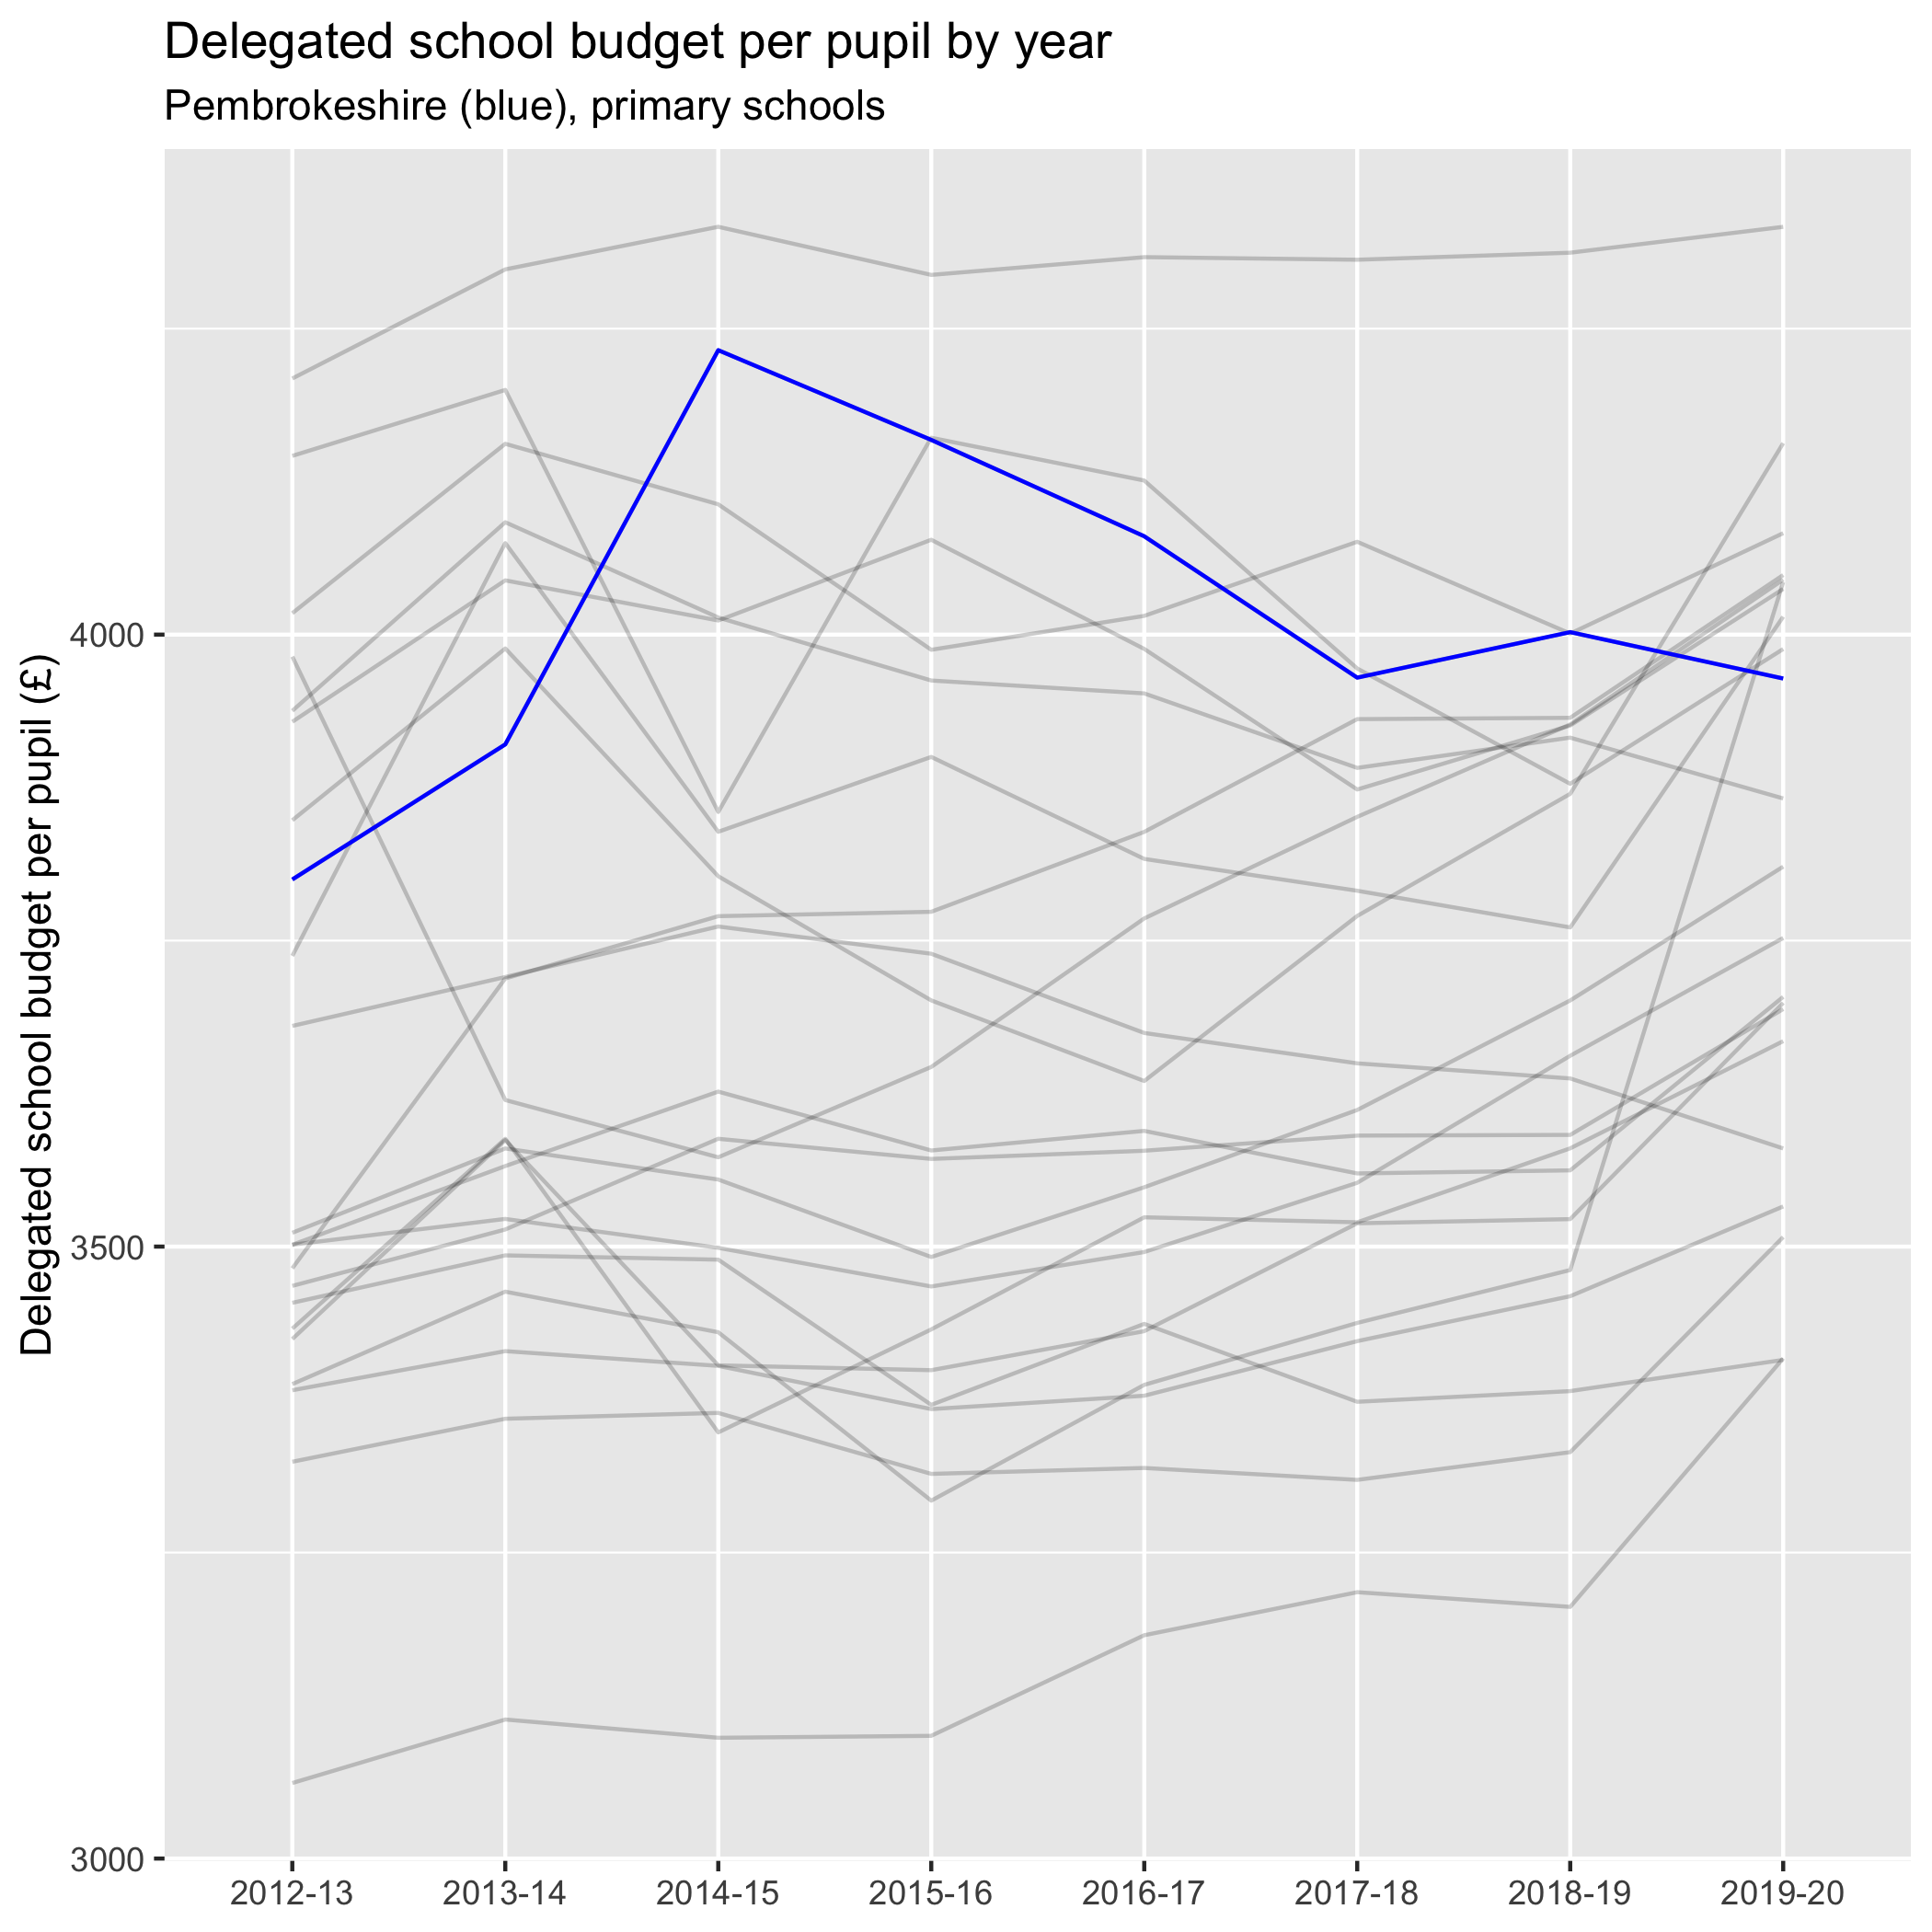 Delegated school budget per pupil by year
Pembrokeshire (blue), primary schools
Delegated school budget per pupil (£)
4000
3500
3000
2012-13 2013-14 2014-15 2015-16 2016-17 2017-18 2018-19 2019-20